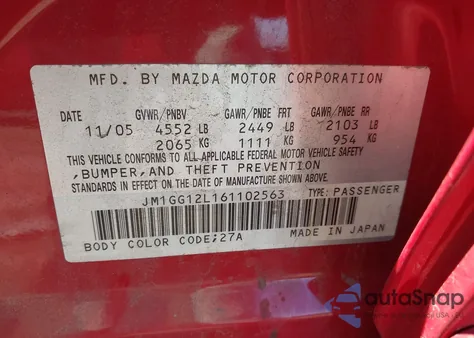 MFD. BY MAZDA MOTOR CORPORATION
DATE GVWR/PNBV GAWR/PNBE FRT GAWR/PNBE RR
11/05 4552 LB 2449 LB 2103 LB
2065 KG 1111 KG 954 KG
THIS VEHICLE CONFORMS TO ALL APPLICABLE FEDERAL MOTOR VEHICLE SAFETY
,BUMPER,AND THEFT PREVENTION
STANDARDS IN EFFECT ON THE DATE OF MANUFACTURE SHOWN ABOVE.
JM1GG12L161102563 TYPE: PASSENGER
BODY COLOR CODE;27A MADE IN JAPAN
autoSnap